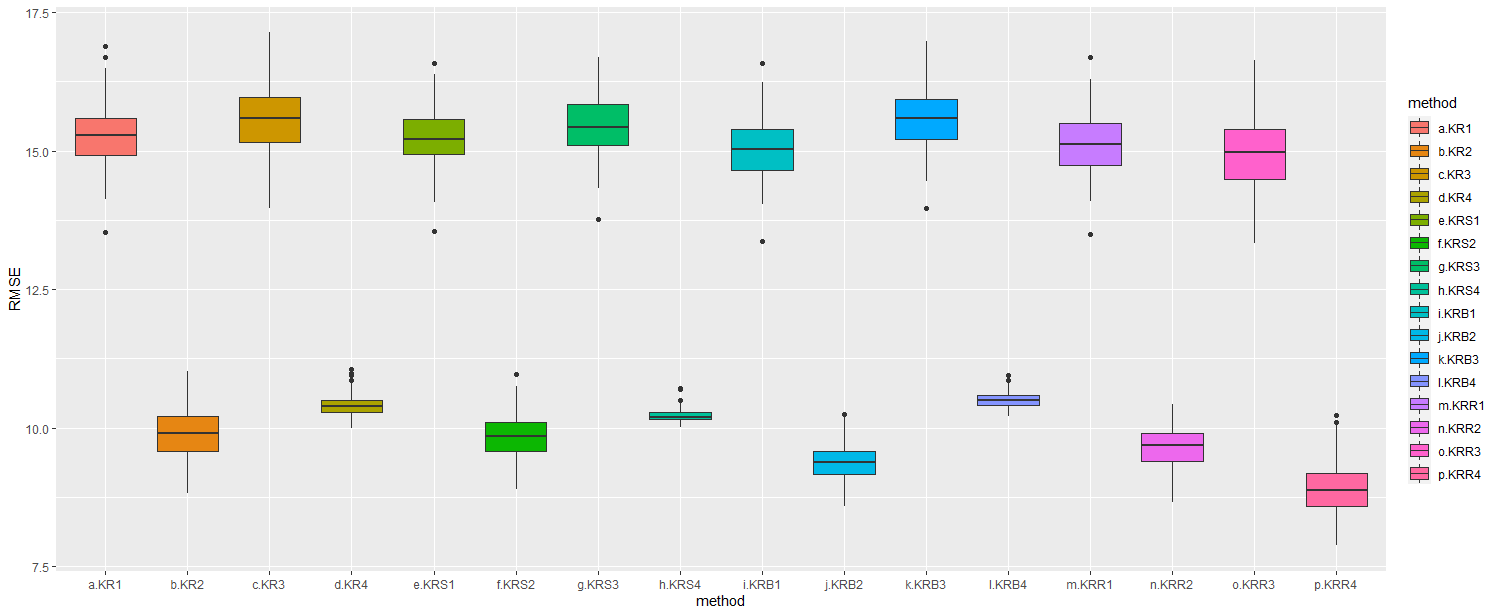 17.5
15.0
12.5
10.0
7.5
RMSE
a.KR1 b.KR2 c.KR3 d.KR4 e.KRS1 f.KRS2 g.KRS3 h.KRS4 i.KRB1 j.KRB2 k.KRB3 l.KRB4 m.KRR1 n.KRR2 o.KRR3 p.KRR4
method
method
a.KR1
b.KR2
c.KR3
d.KR4
e.KRS1
f.KRS2
g.KRS3
h.KRS4
i.KRB1
j.KRB2
k.KRB3
l.KRB4
m.KRR1
n.KRR2
o.KRR3
p.KRR4